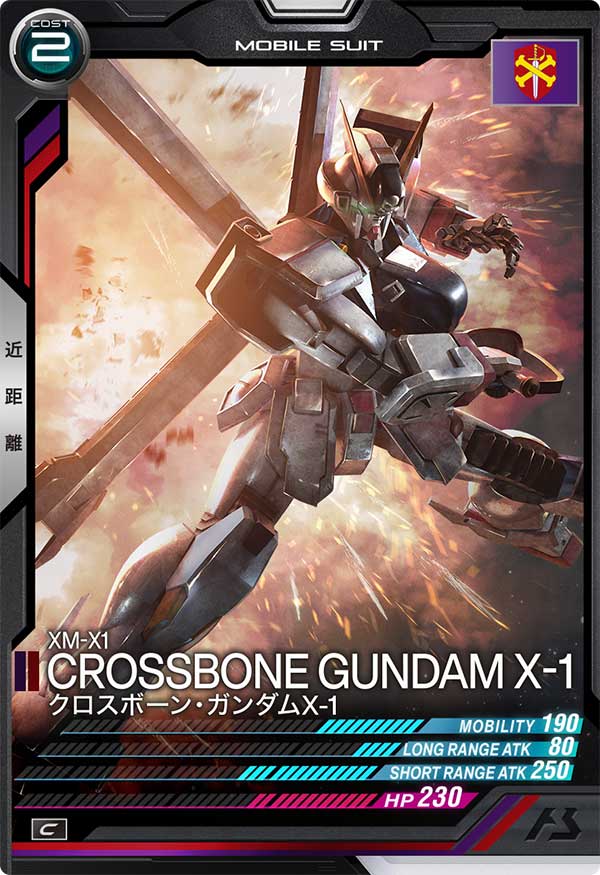 COST
2
MOBILE SUIT
近距離
XM-X1
CROSSBONE GUNDAM X-1
クロスボーン・ガンダムX-1
MOBILITY 190
LONG RANGE ATK 80
SHORT RANGE ATK 250
HP 230
C